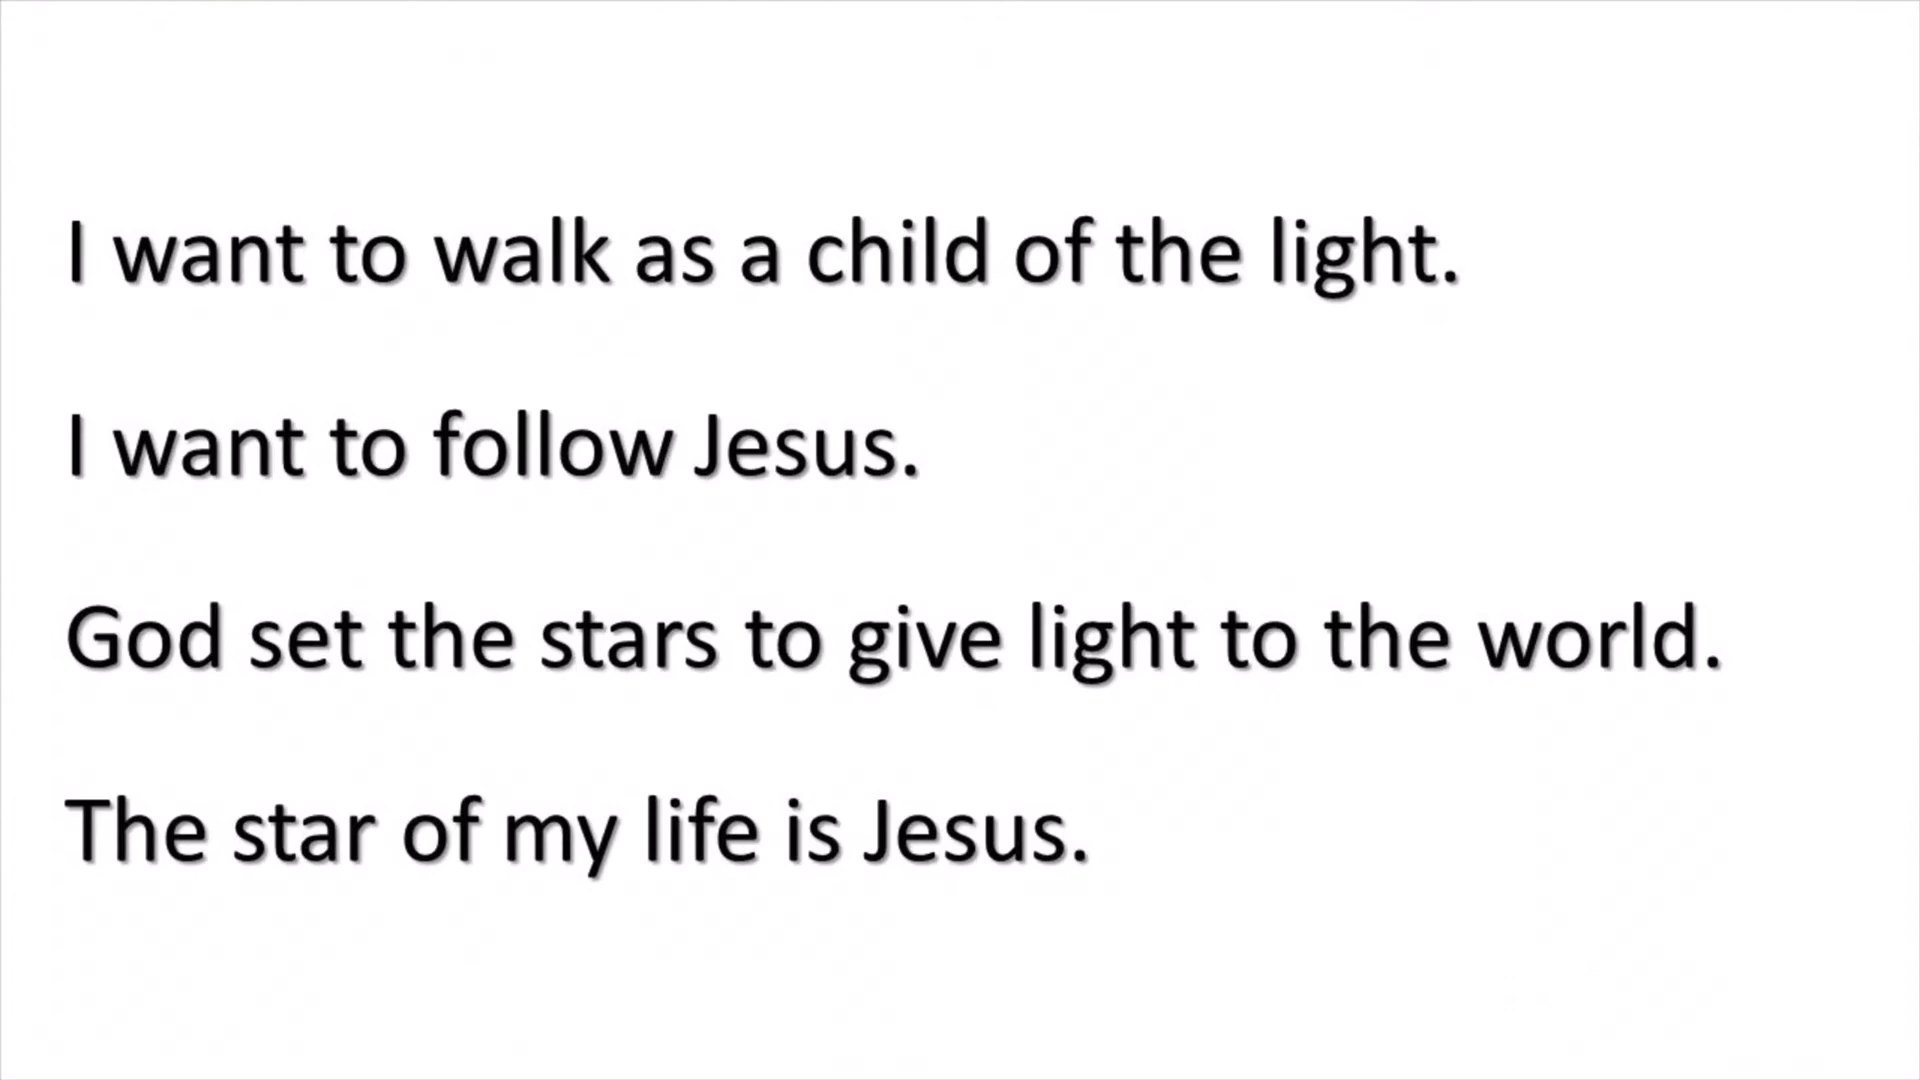 I want to walk as a child of the light.
I want to follow Jesus.
God set the stars to give light to the world.
The star of my life is Jesus.